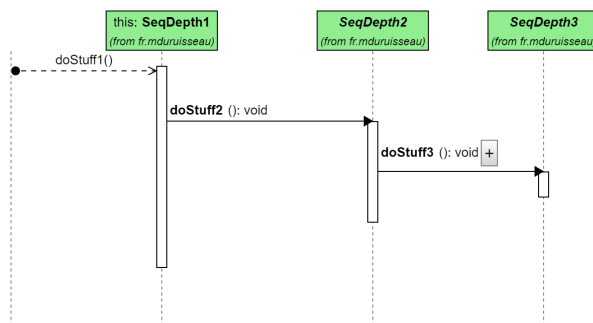 this: SeqDepth1
(from fr.mduruisseau)
SeqDepth2
(from fr.mduruisseau)
SeqDepth3
(from fr.mduruisseau)
doStuff1()
doStuff2 (): void
doStuff3 (): void +